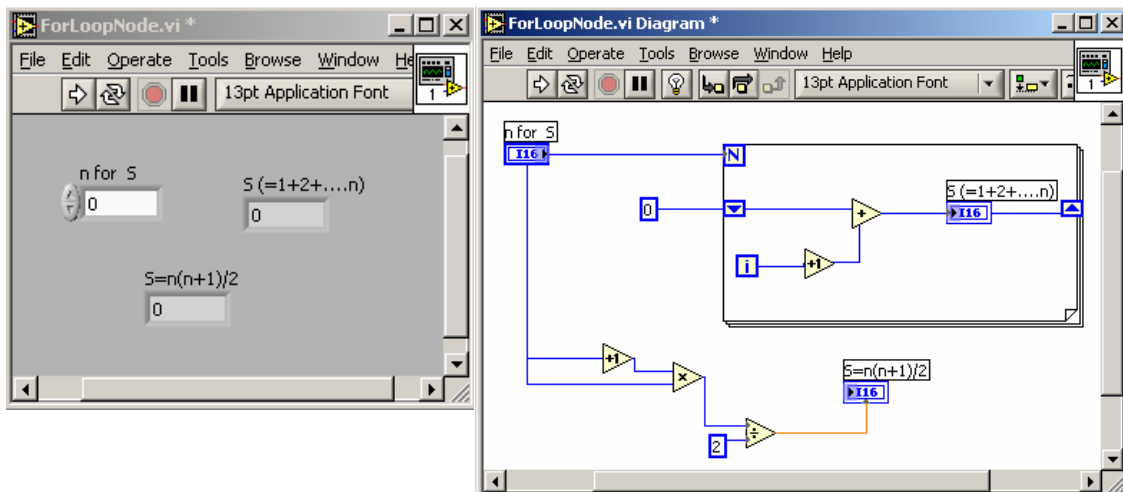 ForLoopNode.vi *
File Edit Operate Tools Browse Window He
13pt Application Font
1
n for S
0
S (=1+2+....n)
0
S=n(n+1)/2
0
ForLoopNode.vi Diagram *
File Edit Operate Tools Browse Window Help
13pt Application Font
1
n for S
I16
N
0
+
S (=1+2+....n)
I16
i
+1
+1
×
S=n(n+1)/2
I16
2
÷